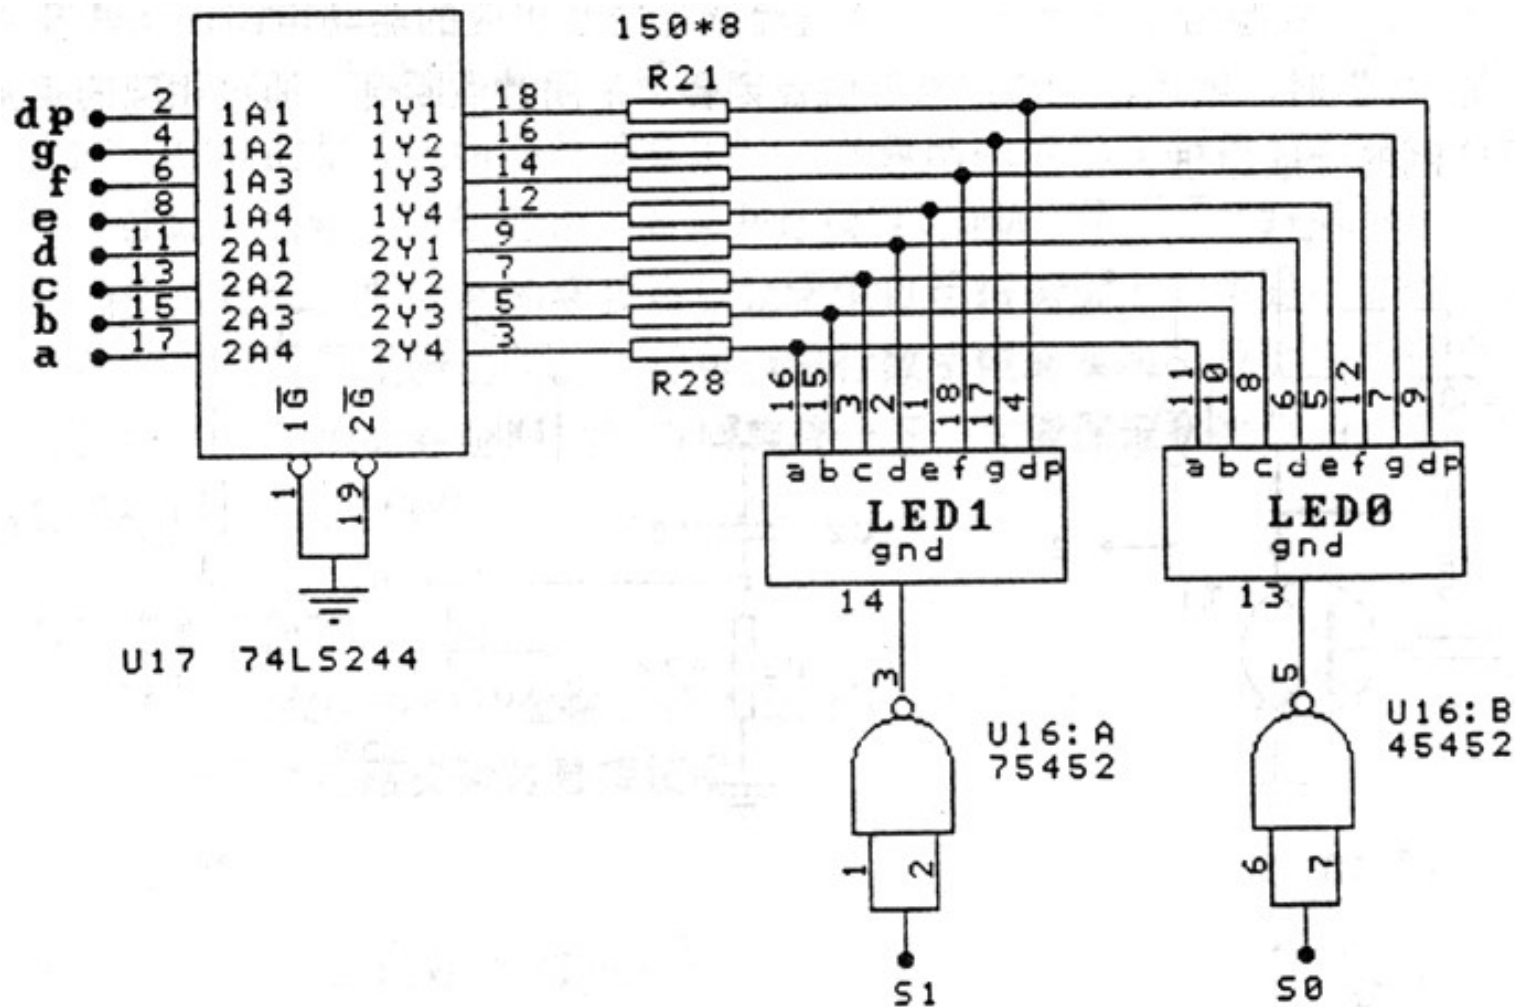 150*8
R21
dp 2 1A1 1Y1 18
g 4 1A2 1Y2 16
f 6 1A3 1Y3 14
e 8 1A4 1Y4 12
d 11 2A1 2Y1 9
c 13 2A2 2Y2 7
b 15 2A3 2Y3 5
a 17 2A4 2Y4 3
R28
1G 2G
1 19
U17 74LS244
16 15 3 2 1 18 17 4
a b c d e f g dp
LED1
gnd
14
3
U16:A
75452
1 2
S1
11 10 8 6 5 12 7 9
a b c d e f g dp
LED0
gnd
13
5
U16:B
45452
6 7
S0